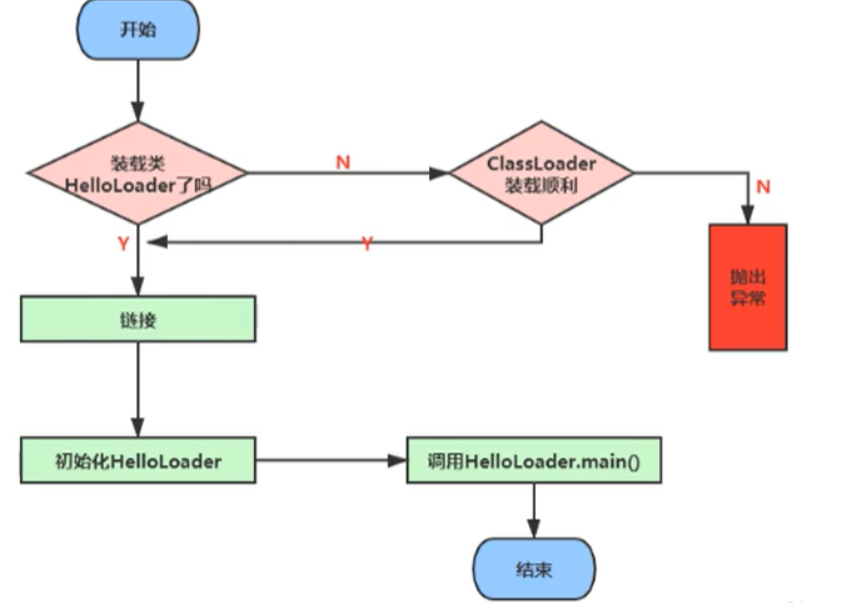 开始
装载类
HelloLoader了吗
N
ClassLoader
装载顺利
N
Y
Y
抛出
异常
链接
初始化HelloLoader
调用HelloLoader.main()
结束